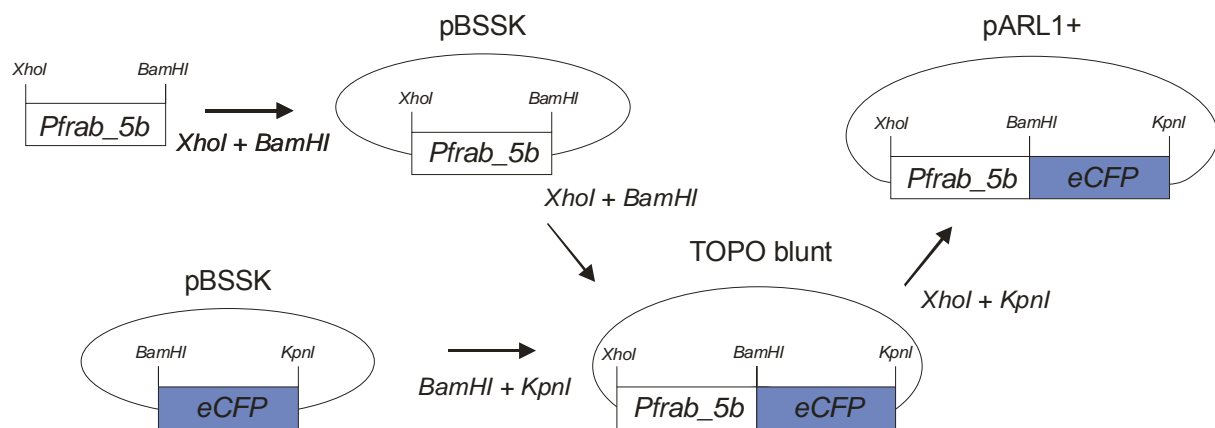 pBSSK
pARL1+
XhoI BamHI
Pfrab_5b
XhoI + BamHI
XhoI BamHI
Pfrab_5b
XhoI BamHI KpnI
Pfrab_5b eCFP
XhoI + BamHI
TOPO blunt
XhoI + KpnI
pBSSK
BamHI KpnI
eCFP
BamHI + KpnI
XhoI BamHI KpnI
Pfrab_5b eCFP